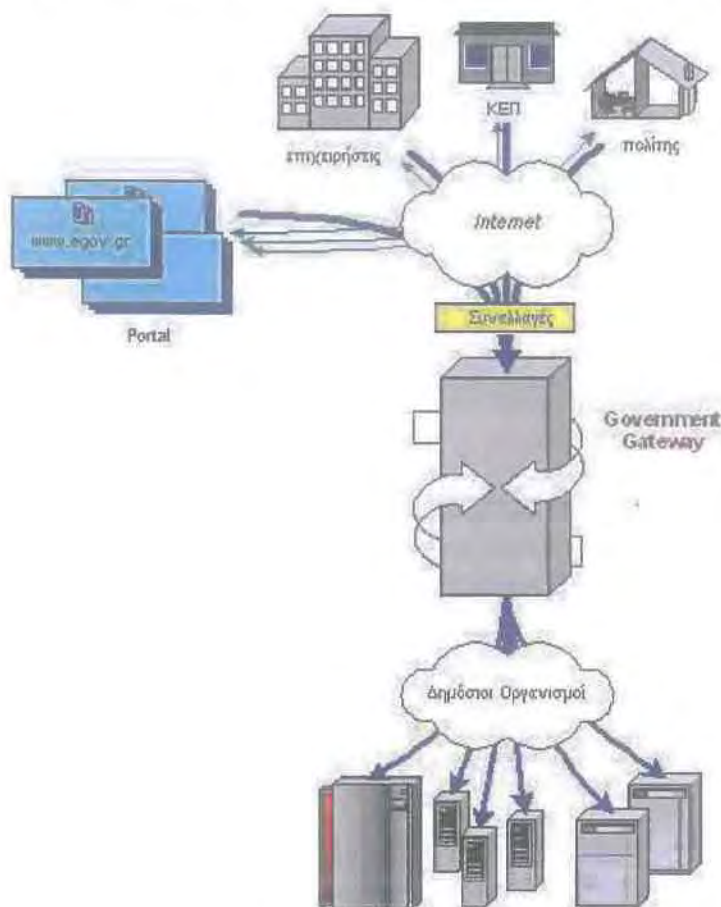 ΚΕΠ
επιχειρήσεις
πολίτης
Internet
www.egov.gr
Portal
Συναλλαγές
Government
Gateway
Δημόσιοι Οργανισμοί